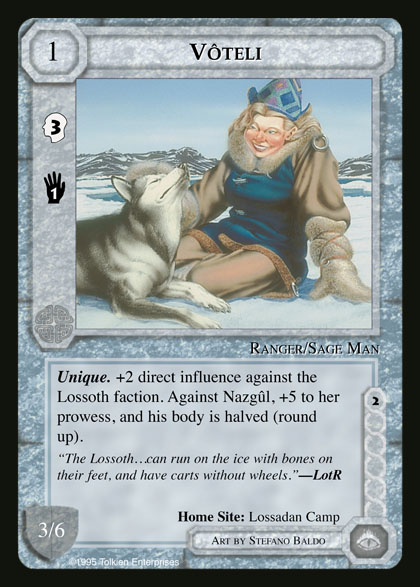 1
VÔTELI
3
1
RANGER/SAGE MAN
Unique. +2 direct influence against the
Lossoth faction. Against Nazgûl, +5 to her
prowess, and his body is halved (round
up).
2
“The Lossoth…can run on the ice with bones on
their feet, and have carts without wheels.”—LotR
Home Site: Lossadan Camp
3/6
ART BY STEFANO BALDO
©1995 Tolkien Enterprises